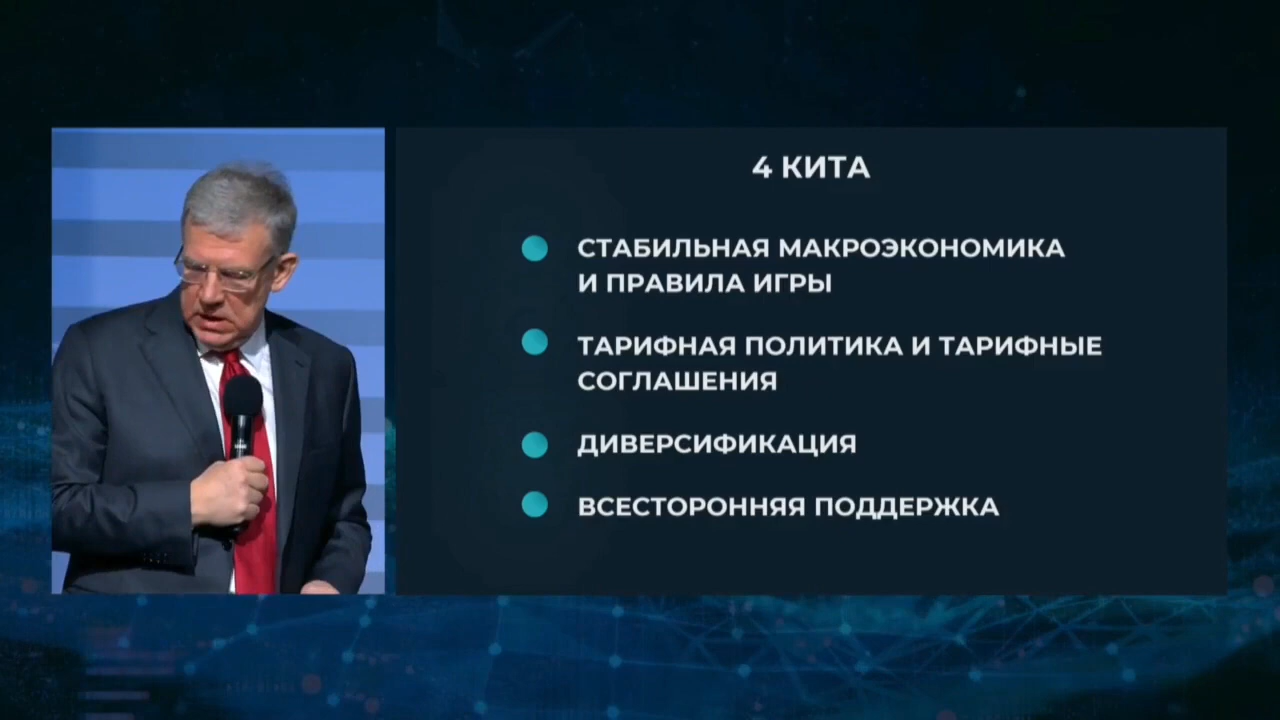 4 КИТА
СТАБИЛЬНАЯ МАКРОЭКОНОМИКА
И ПРАВИЛА ИГРЫ
ТАРИФНАЯ ПОЛИТИКА И ТАРИФНЫЕ
СОГЛАШЕНИЯ
ДИВЕРСИФИКАЦИЯ
ВСЕСТОРОННЯЯ ПОДДЕРЖКА